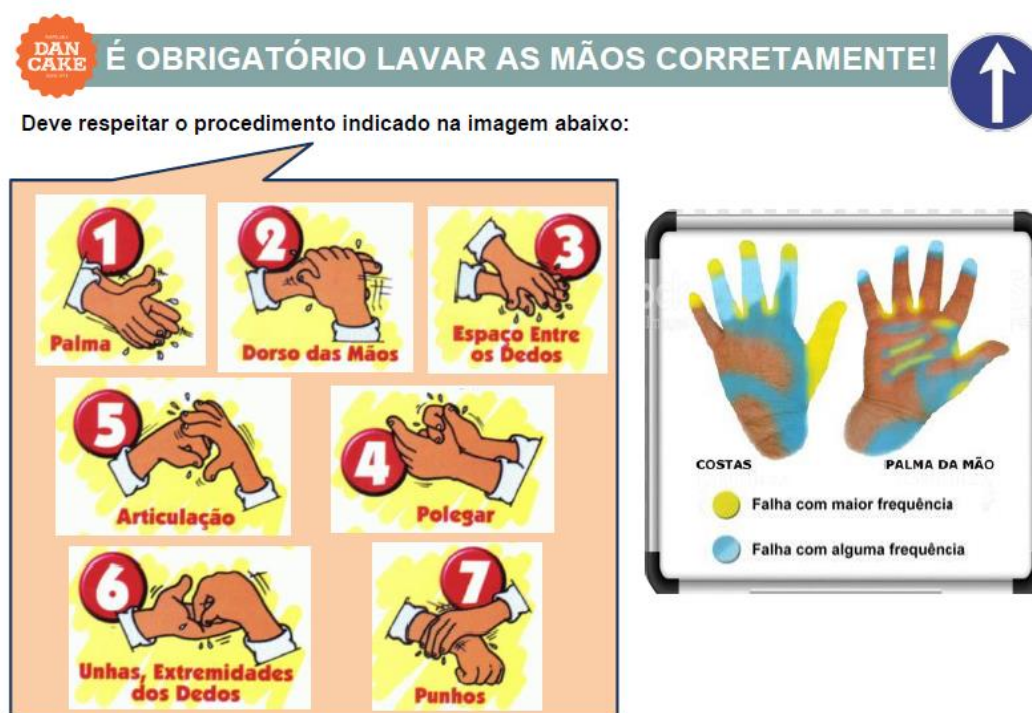 DAN
CAKE
É OBRIGATÓRIO LAVAR AS MÃOS CORRETAMENTE!
Deve respeitar o procedimento indicado na imagem abaixo:
1
Palma
2
Dorso das Mãos
3
Espaço Entre
os Dedos
5
Articulação
4
Polegar
6
Unhas, Extremidades
dos Dedos
7
Punhos
COSTAS
PALMA DA MÃO
Falha com maior frequência
Falha com alguma frequência